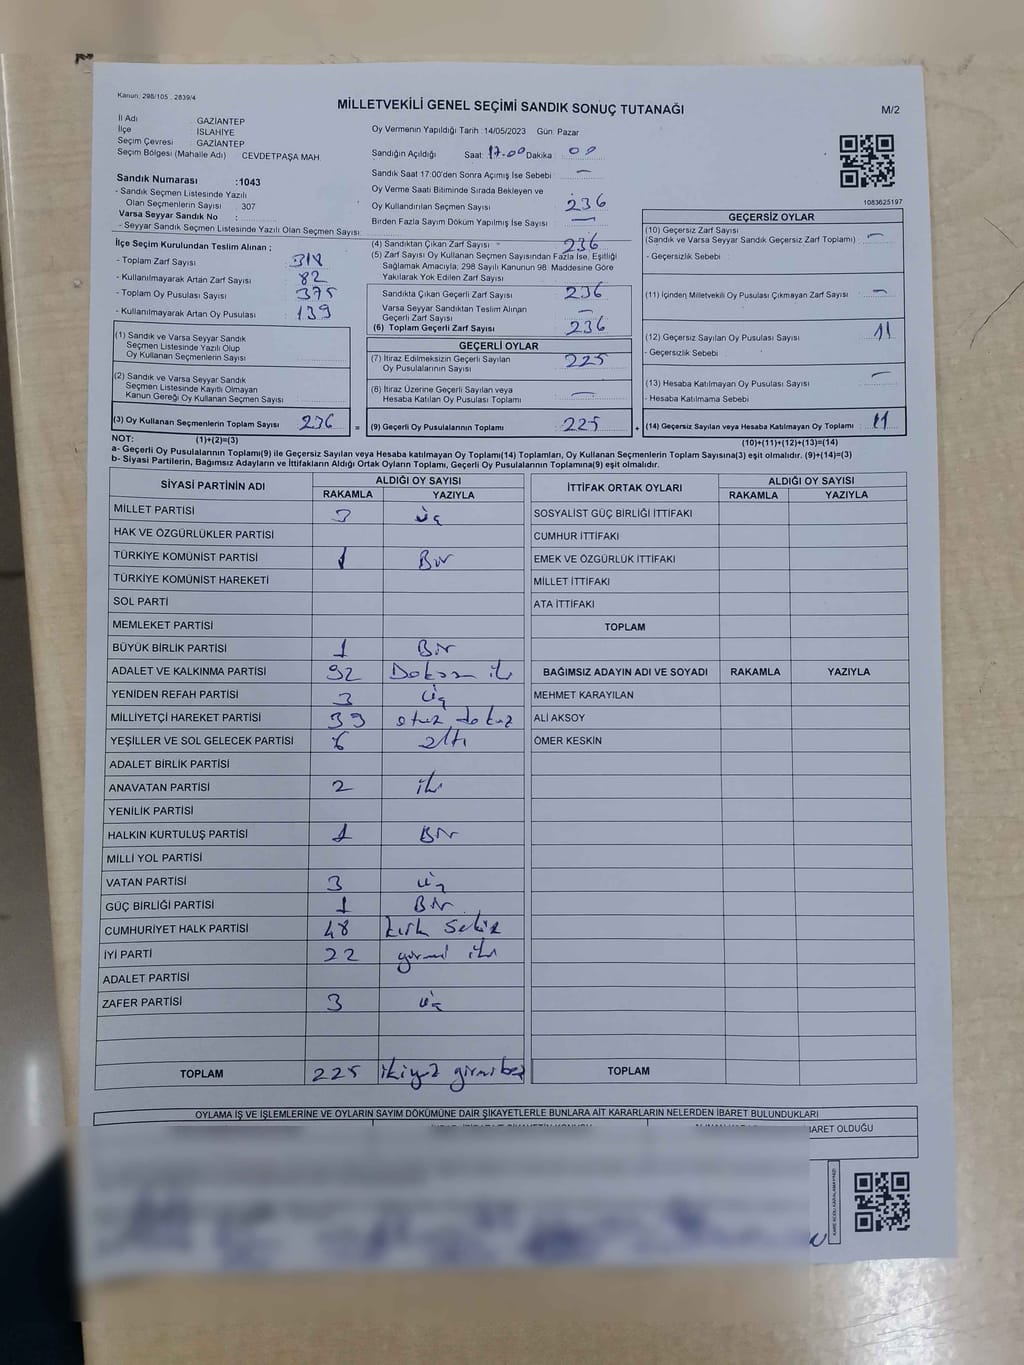 Kanun: 298/105 , 2839/4
MİLLETVEKİLİ GENEL SEÇİMİ SANDIK SONUÇ TUTANAĞI
M/2
İl Adı : GAZİANTEP
İlçe : İSLAHİYE
Seçim Çevresi : GAZİANTEP
Seçim Bölgesi (Mahalle Adı) CEVDETPAŞA MAH.
Sandık Numarası :1043
- Sandık Seçmen Listesinde Yazılı
Olan Seçmenlerin Sayısı : 307
Varsa Seyyar Sandık No :
- Seyyar Sandık Seçmen Listesinde Yazılı Olan Seçmen Sayısı:
Oy Vermenin Yapıldığı Tarih :14/05/2023 Gün: Pazar
Sandığın Açıldığı Saat: 17.00 Dakika : 00
Sandık Saat 17:00'den Sonra Açılmış İse Sebebi : —
Oy Verme Saati Bitiminde Sırada Bekleyen ve
Oy Kullandırılan Seçmen Sayısı : 236
Birden Fazla Sayım Döküm Yapılmış İse Sayısı : —
1083625197
İlçe Seçim Kurulundan Teslim Alınan ;
- Toplam Zarf Sayısı : 318
- Kullanılmayarak Artan Zarf Sayısı : 82
- Toplam Oy Pusulası Sayısı : 375
- Kullanılmayarak Artan Oy Pusulası : 139
(1) Sandık ve Varsa Seyyar Sandık
Seçmen Listesinde Yazılı Olup
Oy Kullanan Seçmenlerin Sayısı :
(2) Sandık ve Varsa Seyyar Sandık
Seçmen Listesinde Kayıtlı Olmayan
Kanun Gereği Oy Kullanan Seçmen Sayısı :
(3) Oy Kullanan Seçmenlerin Toplam Sayısı : 236 =
(4) Sandıktan Çıkan Zarf Sayısı : 236
(5) Zarf Sayısı Oy Kullanan Seçmen Sayısından Fazla İse, Eşitliği
Sağlamak Amacıyla; 298 Sayılı Kanunun 98. Maddesine Göre
Yakılarak Yok Edilen Zarf Sayısı :
Sandıkta Çıkan Geçerli Zarf Sayısı : 236
Varsa Seyyar Sandıktan Teslim Alınan
Geçerli Zarf Sayısı : —
(6) Toplam Geçerli Zarf Sayısı : 236
GEÇERLİ OYLAR
(7) İtiraz Edilmeksizin Geçerli Sayılan
Oy Pusulalarının Sayısı : 225
(8) İtiraz Üzerine Geçerli Sayılan veya
Hesaba Katılan Oy Pusulası Toplamı : —
(9) Geçerli Oy Pusulalarının Toplamı : 225 +
GEÇERSİZ OYLAR
(10) Geçersiz Zarf Sayısı
(Sandık ve Varsa Seyyar Sandık Geçersiz Zarf Toplamı) : —
- Geçersizlik Sebebi :
(11) İçinden Milletvekili Oy Pusulası Çıkmayan Zarf Sayısı : —
(12) Geçersiz Sayılan Oy Pusulası Sayısı : 11
- Geçersizlik Sebebi :
(13) Hesaba Katılmayan Oy Pusulası Sayısı : —
- Hesaba Katılmama Sebebi :
(14) Geçersiz Sayılan veya Hesaba Katılmayan Oy Toplamı : 11
NOT: (1)+(2)=(3) (10)+(11)+(12)+(13)=(14)
a- Geçerli Oy Pusulalarının Toplamı(9) ile Geçersiz Sayılan veya Hesaba katılmayan Oy Toplamı(14) Toplamları, Oy Kullanan Seçmenlerin Toplam Sayısına(3) eşit olmalıdır. (9)+(14)=(3)
b- Siyasi Partilerin, Bağımsız Adayların ve İttifakların Aldığı Ortak Oyların Toplamı, Geçerli Oy Pusulalarının Toplamına(9) eşit olmalıdır.
SİYASİ PARTİNİN ADI ALDIĞI OY SAYISI
RAKAMLA YAZIYLA
MİLLET PARTİSİ 3 üç
HAK VE ÖZGÜRLÜKLER PARTİSİ
TÜRKİYE KOMÜNİST PARTİSİ 1 Bir
TÜRKİYE KOMÜNİST HAREKETİ
SOL PARTİ
MEMLEKET PARTİSİ
BÜYÜK BİRLİK PARTİSİ 1 Bir
ADALET VE KALKINMA PARTİSİ 92 Doksan iki
YENİDEN REFAH PARTİSİ 3 üç
MİLLİYETÇİ HAREKET PARTİSİ 39 otuz dokuz
YEŞİLLER VE SOL GELECEK PARTİSİ 6 altı
ADALET BİRLİK PARTİSİ
ANAVATAN PARTİSİ 2 iki
YENİLİK PARTİSİ
HALKIN KURTULUŞ PARTİSİ 1 Bir
MİLLİ YOL PARTİSİ
VATAN PARTİSİ 3 üç
GÜÇ BİRLİĞİ PARTİSİ 1 Bir
CUMHURİYET HALK PARTİSİ 48 kırk sekiz
İYİ PARTİ 22 yirmi iki
ADALET PARTİSİ
ZAFER PARTİSİ 3 üç
TOPLAM 225 ikiyüz yirmi beş
İTTİFAK ORTAK OYLARI ALDIĞI OY SAYISI
RAKAMLA YAZIYLA
SOSYALİST GÜÇ BİRLİĞİ İTTİFAKI
CUMHUR İTTİFAKI
EMEK VE ÖZGÜRLÜK İTTİFAKI
MİLLET İTTİFAKI
ATA İTTİFAKI
TOPLAM
BAĞIMSIZ ADAYIN ADI VE SOYADI RAKAMLA YAZIYLA
MEHMET KARAYILAN
ALİ AKSOY
ÖMER KESKİN
TOPLAM
OYLAMA İŞ VE İŞLEMLERİNE VE OYLARIN SAYIM DÖKÜMÜNE DAİR ŞİKAYETLERLE BUNLARA AİT KARARLARIN NELERDEN İBARET BULUNDUKLARI
İBARET OLDUĞU